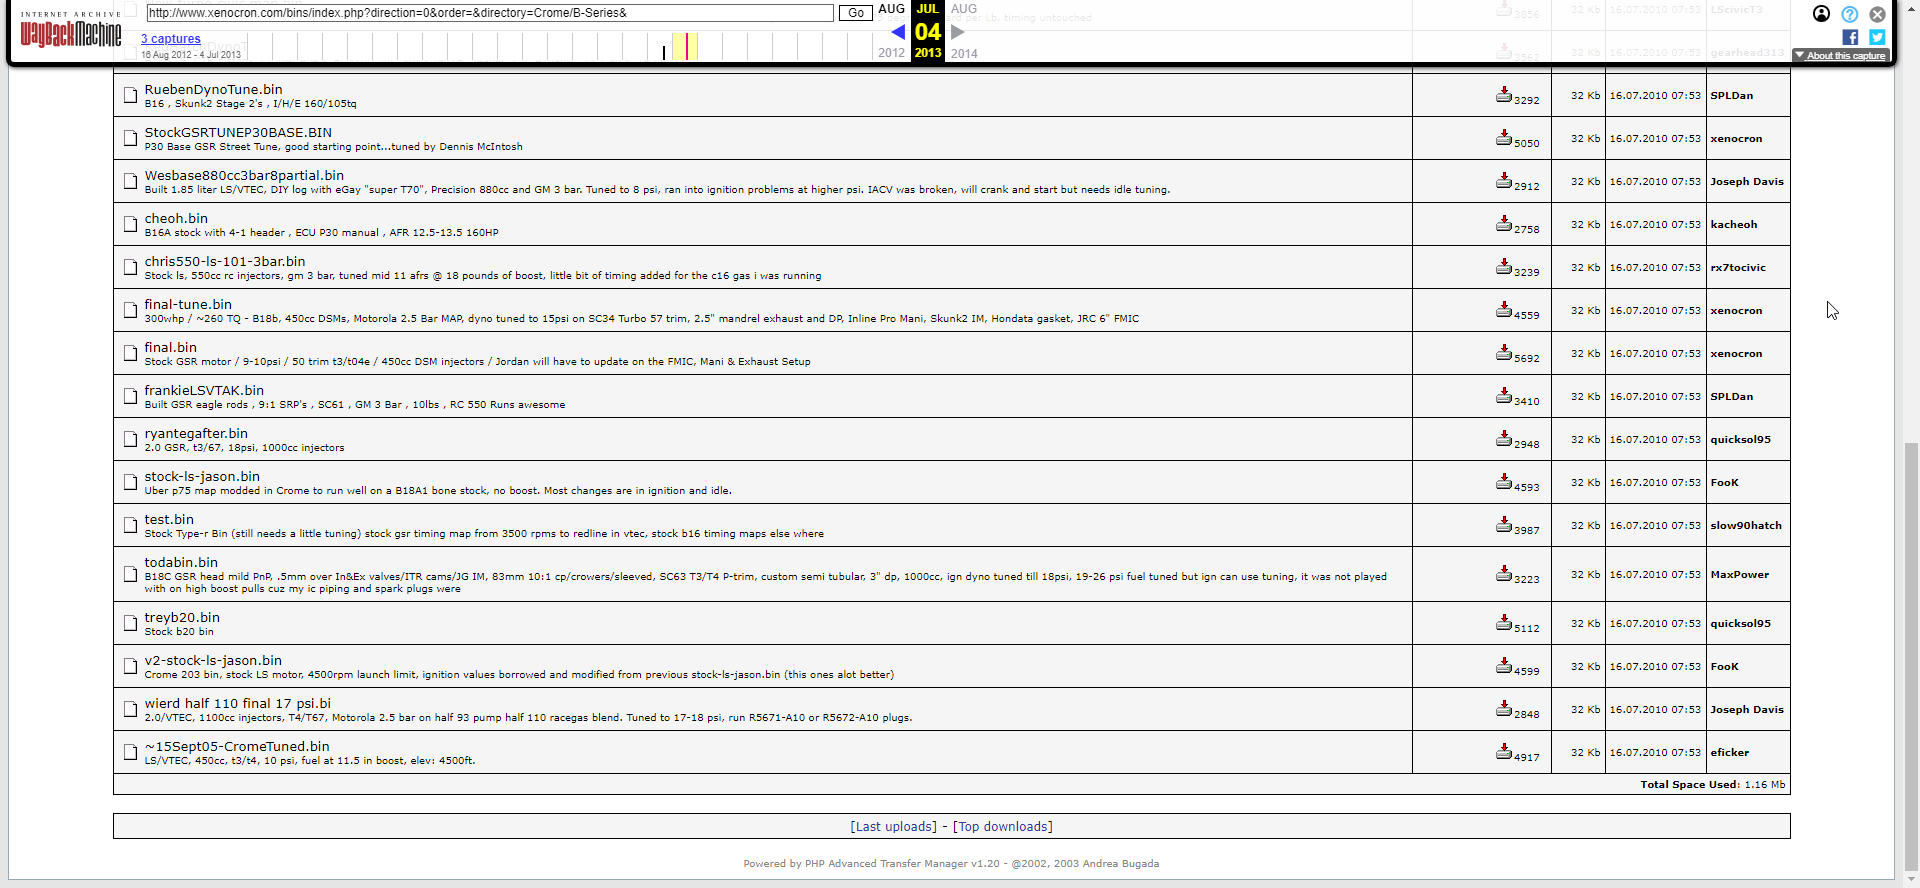 INTERNET ARCHIVE
WayBackMachine
http://www.xenocron.com/bins/index.php?direction=0&order=&directory=Crome/B-Series&
Go
AUG JUL AUG
3 captures
16 Aug 2012 - 4 Jul 2013
04
2012 2013 2014
About this capture
3856 LScivicT3
per Lb. timing untouched
3562 gearhead313
RuebenDynoTune.bin
B16 , Skunk2 Stage 2's , I/H/E 160/105tq
3292 32 Kb 16.07.2010 07:53 SPLDan
StockGSRTUNEP30BASE.BIN
P30 Base GSR Street Tune, good starting point...tuned by Dennis McIntosh
5050 32 Kb 16.07.2010 07:53 xenocron
Wesbase880cc3bar8partial.bin
Built 1.85 liter LS/VTEC, DIY log with eGay "super T70", Precision 880cc and GM 3 bar. Tuned to 8 psi, ran into ignition problems at higher psi. IACV was broken, will crank and start but needs idle tuning.
2912 32 Kb 16.07.2010 07:53 Joseph Davis
cheoh.bin
B16A stock with 4-1 header , ECU P30 manual , AFR 12.5-13.5 160HP
2758 32 Kb 16.07.2010 07:53 kacheoh
chris550-ls-101-3bar.bin
Stock ls, 550cc rc injectors, gm 3 bar, tuned mid 11 afrs @ 18 pounds of boost, little bit of timing added for the c16 gas i was running
3239 32 Kb 16.07.2010 07:53 rx7tocivic
final-tune.bin
300whp / ~260 TQ - B18b, 450cc DSMs, Motorola 2.5 Bar MAP, dyno tuned to 15psi on SC34 Turbo 57 trim, 2.5" mandrel exhaust and DP, Inline Pro Mani, Skunk2 IM, Hondata gasket, JRC 6" FMIC
4559 32 Kb 16.07.2010 07:53 xenocron
final.bin
Stock GSR motor / 9-10psi / 50 trim t3/t04e / 450cc DSM injectors / Jordan will have to update on the FMIC, Mani & Exhaust Setup
5692 32 Kb 16.07.2010 07:53 xenocron
frankieLSVTAK.bin
Built GSR eagle rods , 9:1 SRP's , SC61 , GM 3 Bar , 10lbs , RC 550 Runs awesome
3410 32 Kb 16.07.2010 07:53 SPLDan
ryantegafter.bin
2.0 GSR, t3/67, 18psi, 1000cc injectors
2948 32 Kb 16.07.2010 07:53 quicksol95
stock-ls-jason.bin
Uber p75 map modded in Crome to run well on a B18A1 bone stock, no boost. Most changes are in ignition and idle.
4593 32 Kb 16.07.2010 07:53 FooK
test.bin
Stock Type-r Bin (still needs a little tuning) stock gsr timing map from 3500 rpms to redline in vtec, stock b16 timing maps else where
3987 32 Kb 16.07.2010 07:53 slow90hatch
todabin.bin
B18C GSR head mild PnP, .5mm over In&Ex valves/ITR cams/JG IM, 83mm 10:1 cp/crowers/sleeved, SC63 T3/T4 P-trim, custom semi tubular, 3" dp, 1000cc, ign dyno tuned till 18psi, 19-26 psi fuel tuned but ign can use tuning, it was not played
with on high boost pulls cuz my ic piping and spark plugs were
3223 32 Kb 16.07.2010 07:53 MaxPower
treyb20.bin
Stock b20 bin
5112 32 Kb 16.07.2010 07:53 quicksol95
v2-stock-ls-jason.bin
Crome 203 bin, stock LS motor, 4500rpm launch limit, ignition values borrowed and modified from previous stock-ls-jason.bin (this ones alot better)
4599 32 Kb 16.07.2010 07:53 FooK
wierd half 110 final 17 psi.bi
2.0/VTEC, 1100cc injectors, T4/T67, Motorola 2.5 bar on half 93 pump half 110 racegas blend. Tuned to 17-18 psi, run R5671-A10 or R5672-A10 plugs.
2848 32 Kb 16.07.2010 07:53 Joseph Davis
~15Sept05-CromeTuned.bin
LS/VTEC, 450cc, t3/t4, 10 psi, fuel at 11.5 in boost, elev: 4500ft.
4917 32 Kb 16.07.2010 07:53 eficker
Total Space Used: 1.16 Mb
[Last uploads] - [Top downloads]
Powered by PHP Advanced Transfer Manager v1.20 - @2002, 2003 Andrea Bugada